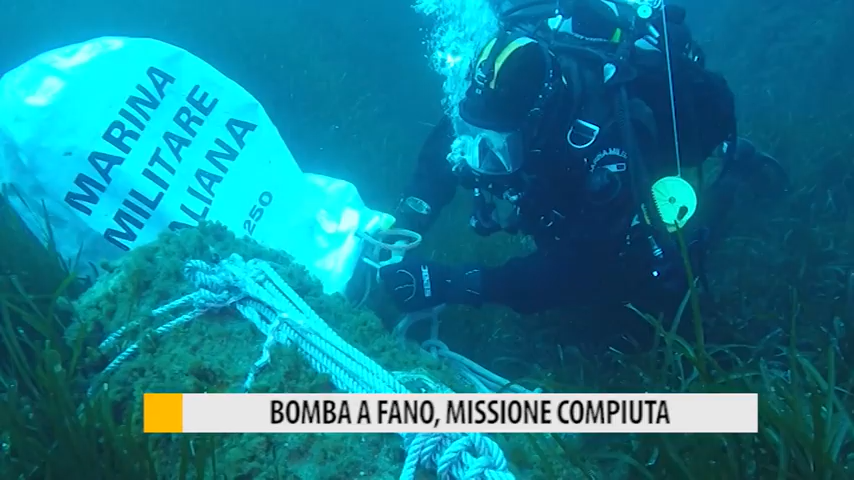 MARINA
MILITARE
ALIANA
250
BOMBA A FANO, MISSIONE COMPIUTA